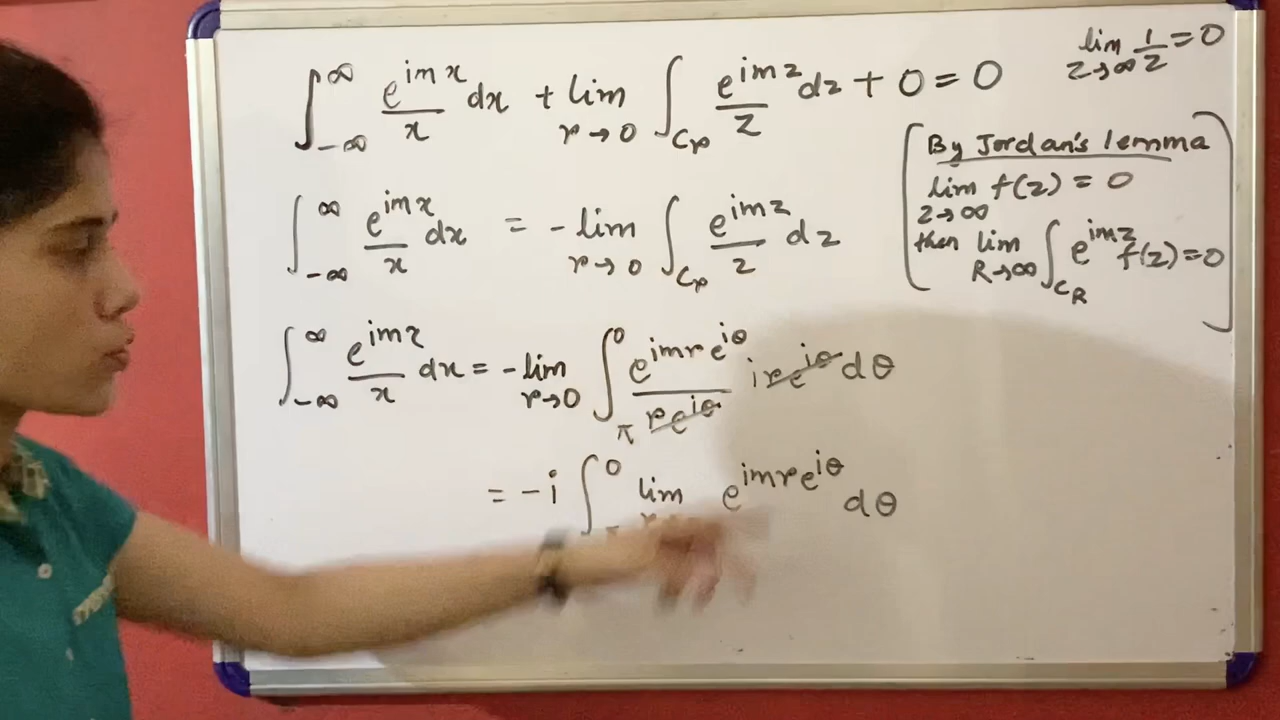 ∫_{-∞}^{∞} e^{imx}/x dx + lim_{r→0} ∫_{C_r} e^{imz}/z dz + 0 = 0
lim_{z→∞} 1/z = 0
[By Jordan's lemma
lim_{z→∞} f(z) = 0
then lim_{R→∞} ∫_{C_R} e^{imz} f(z) = 0]
∫_{-∞}^{∞} e^{imx}/x dx = -lim_{r→0} ∫_{C_r} e^{imz}/z dz
∫_{-∞}^{∞} e^{imx}/x dx = -lim_{r→0} ∫_{π}^{0} e^{imre^{iθ}}/re^{iθ} ire^{iθ} dθ
= -i ∫^{0} lim e^{imre^{iθ}} dθ